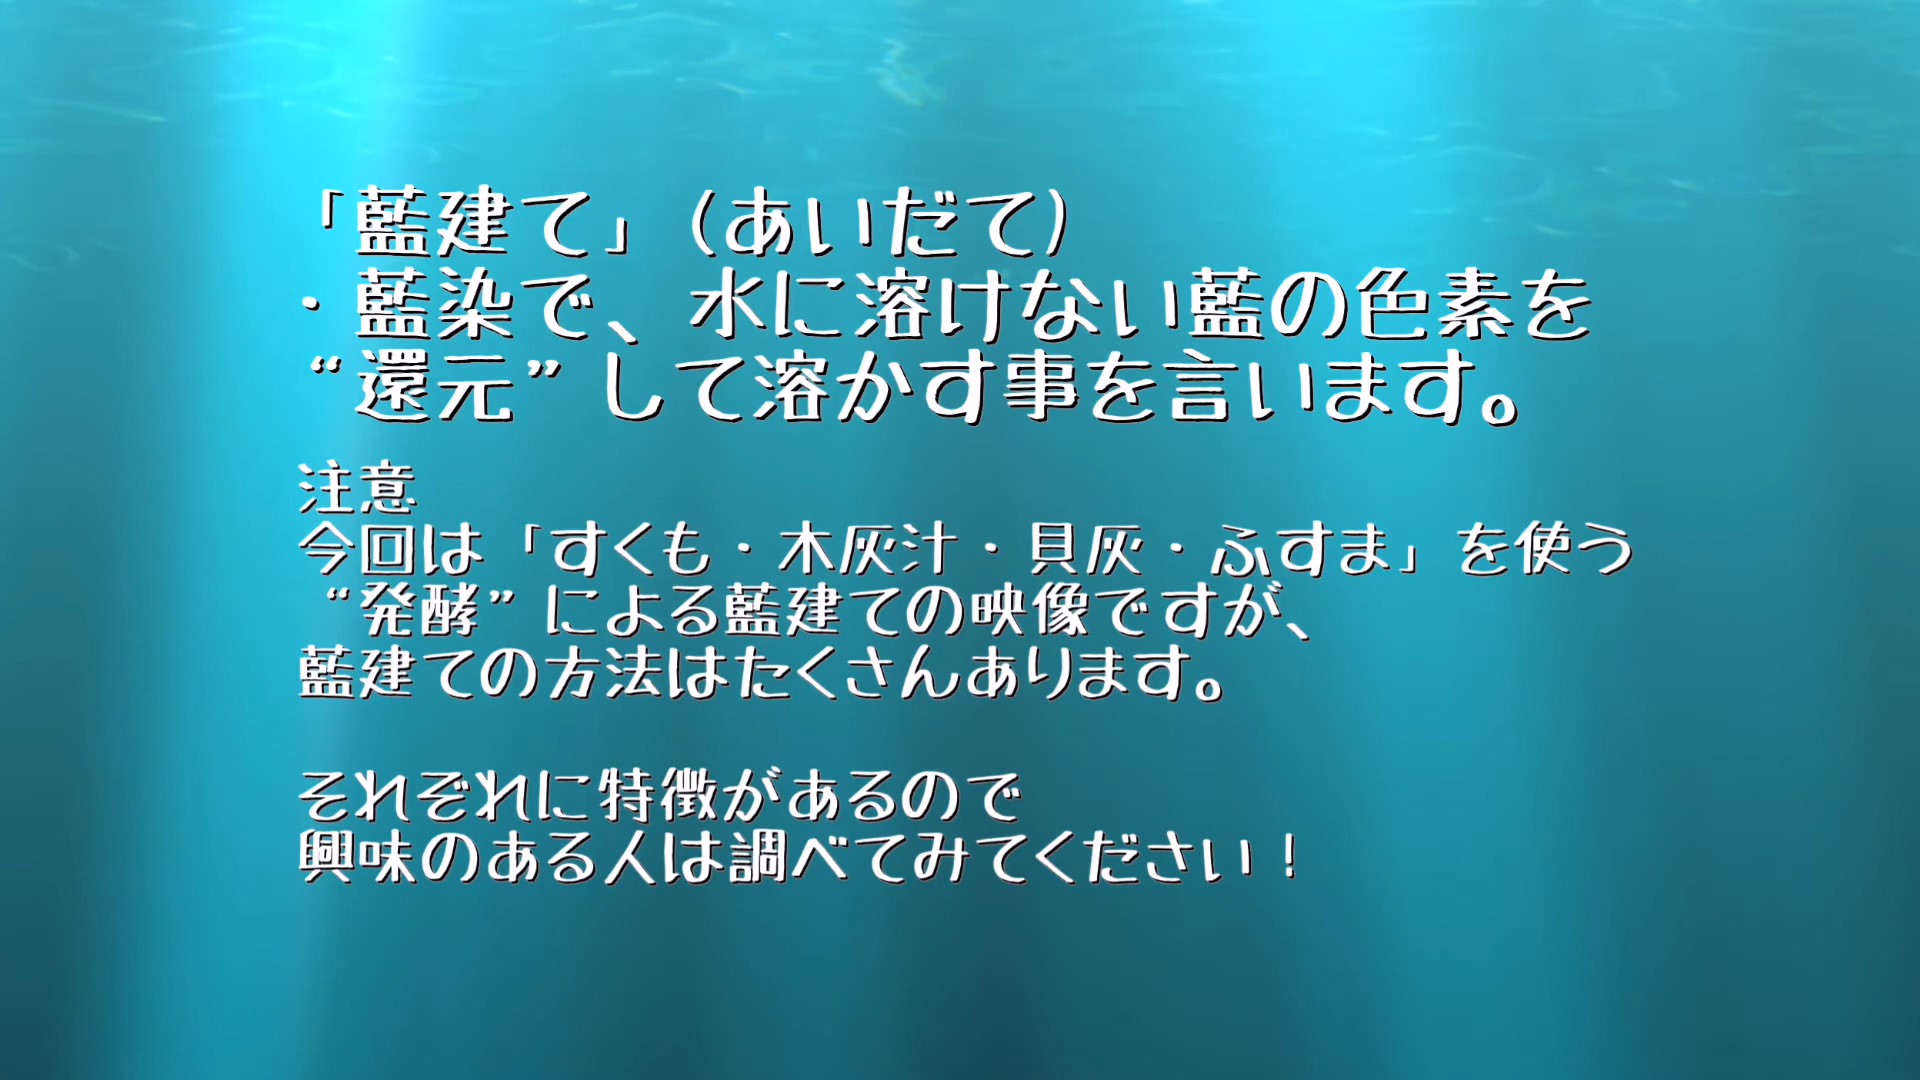 「藍建て」（あいだて）
・藍染で、水に溶けない藍の色素を
“還元”して溶かす事を言います。
注意
今回は「すくも・木灰汁・貝灰・ふすま」を使う
“発酵”による藍建ての映像ですが、
藍建ての方法はたくさんあります。
それぞれに特徴があるので
興味のある人は調べてみてください！